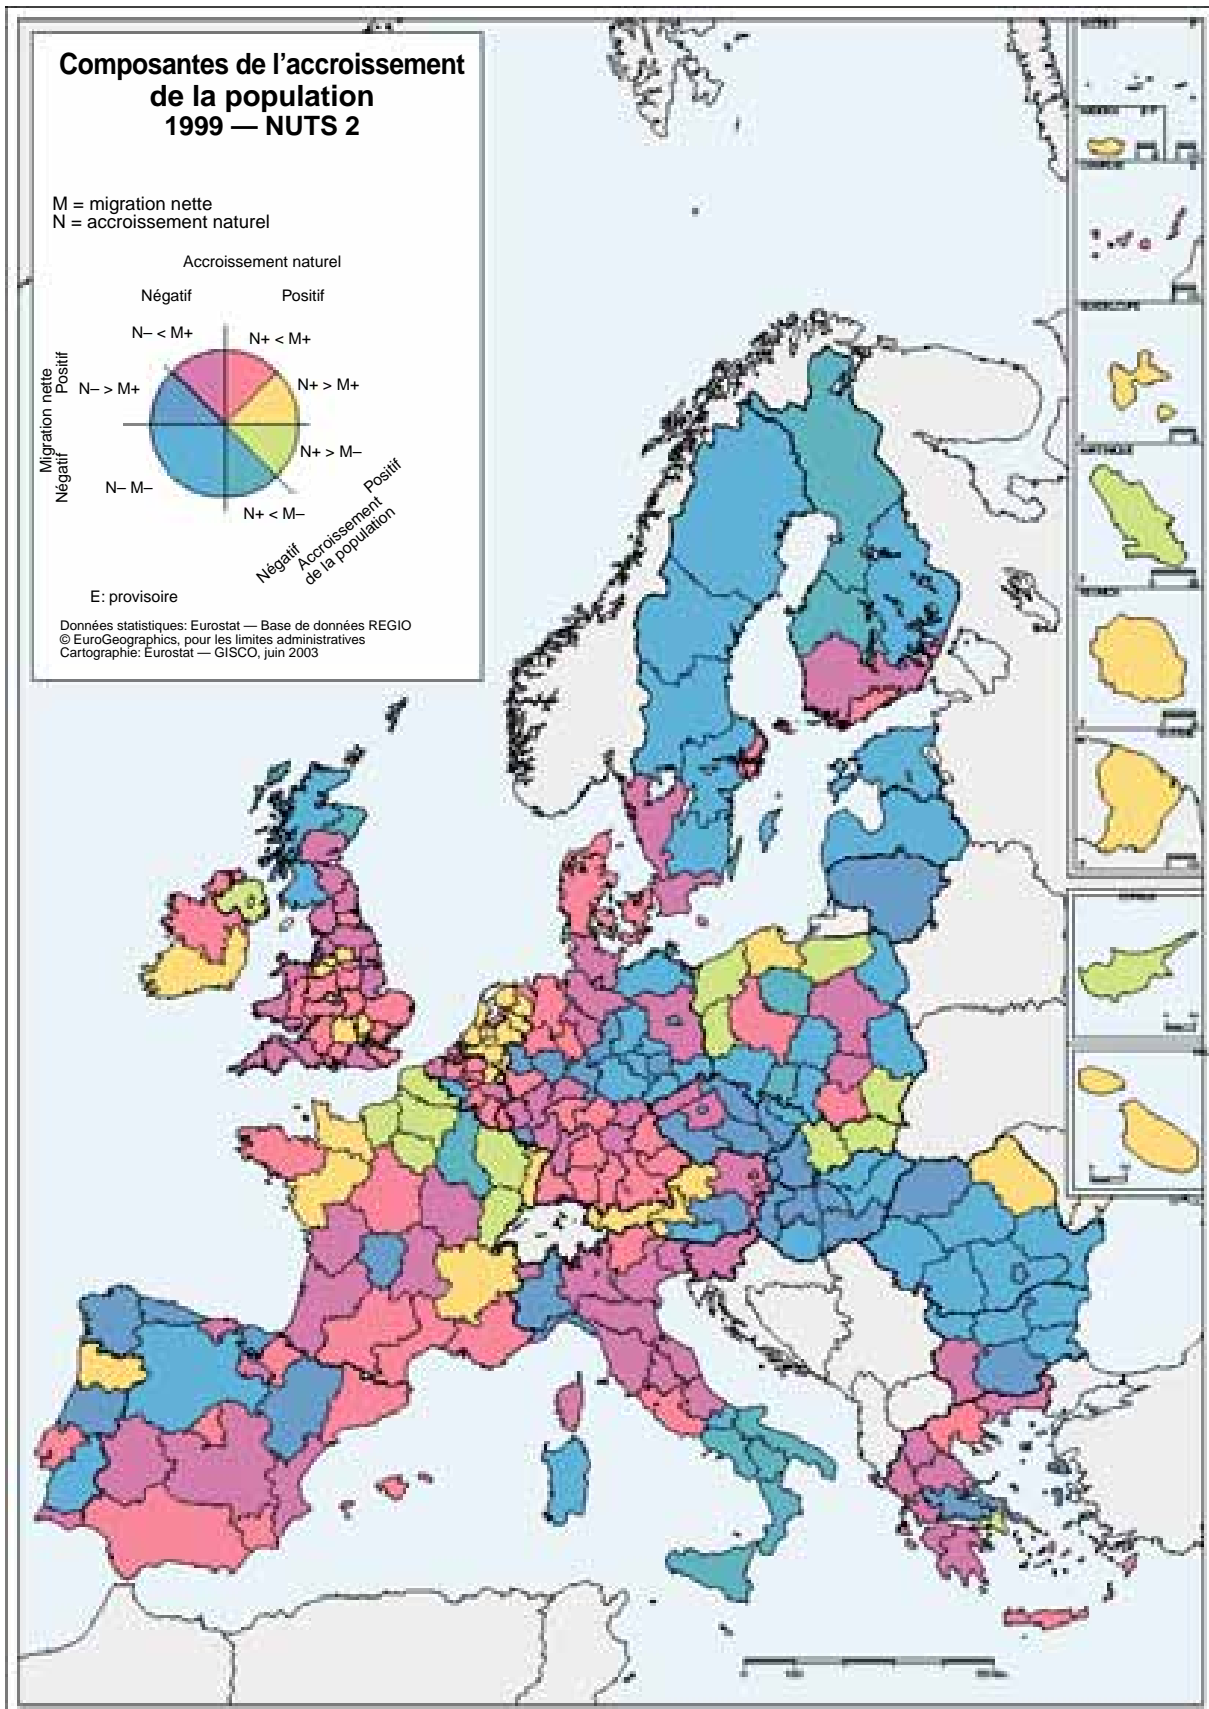 Composantes de l'accroissement
de la population
1999 — NUTS 2
M = migration nette
N = accroissement naturel
Accroissement naturel
Négatif Positif
N– < M+ N+ < M+
N– > M+ N+ > M+
Migration nette
Négatif Positif
N+ > M–
N– M–
N+ < M–
Négatif Positif
Accroissement
de la population
E: provisoire
Données statistiques: Eurostat — Base de données REGIO
© EuroGeographics, pour les limites administratives
Cartographie: Eurostat — GISCO, juin 2003
GUADELOUPE
MARTINIQUE